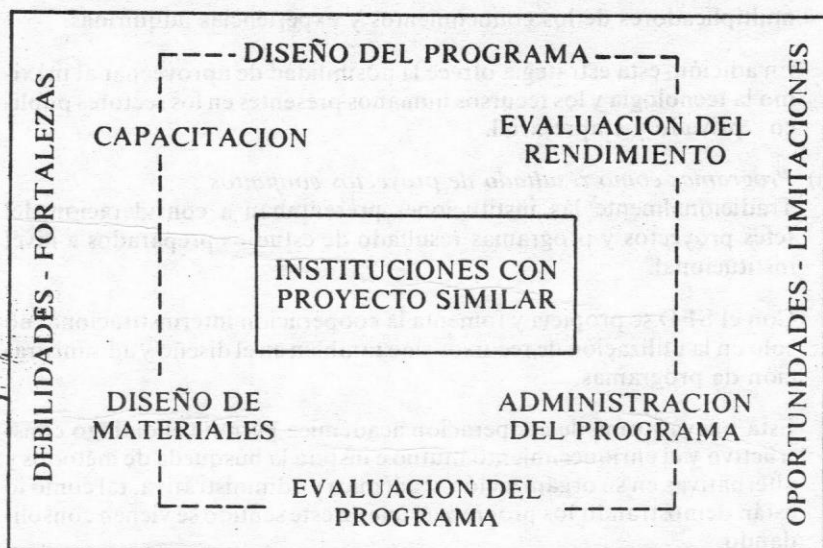 DISEÑO DEL PROGRAMA
CAPACITACION
EVALUACION DEL
RENDIMIENTO
INSTITUCIONES CON
PROYECTO SIMILAR
DISEÑO DE
MATERIALES
ADMINISTRACION
DEL PROGRAMA
EVALUACION DEL
PROGRAMA
DEBILIDADES - FORTALEZAS
OPRTUNIDADES - LIMITACIONES